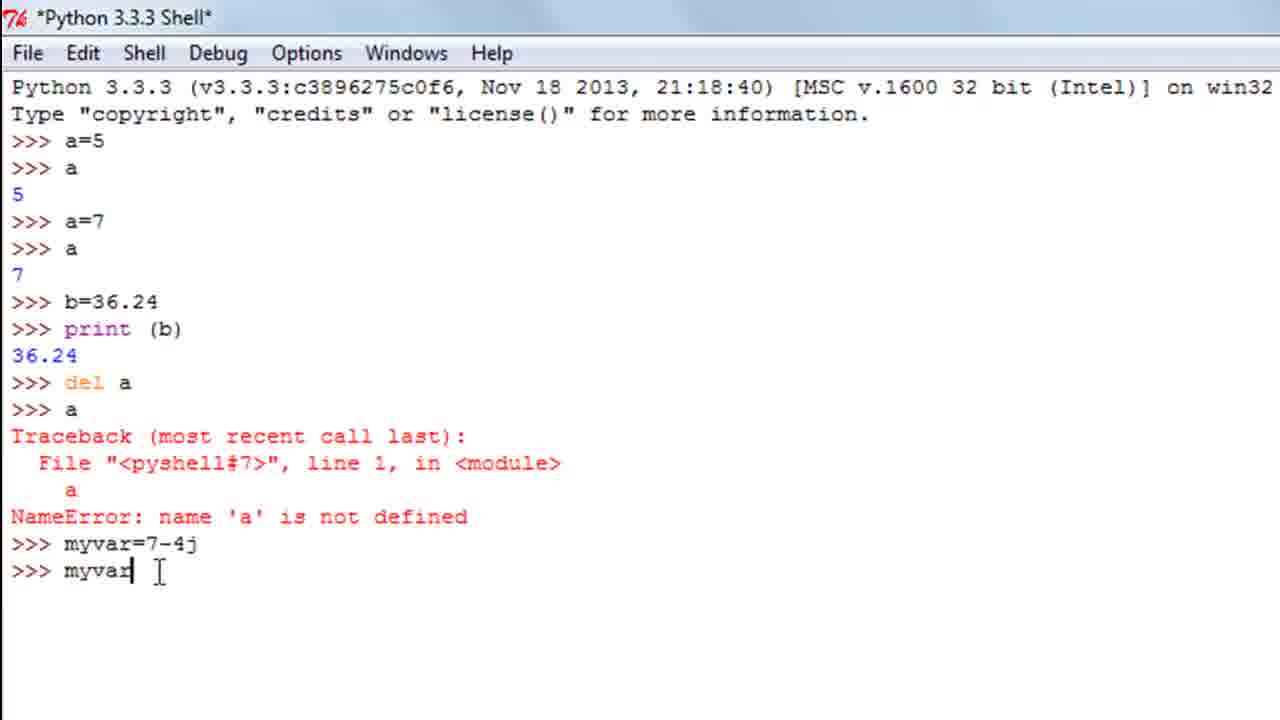 *Python 3.3.3 Shell*
File Edit Shell Debug Options Windows Help
Python 3.3.3 (v3.3.3:c3896275c0f6, Nov 18 2013, 21:18:40) [MSC v.1600 32 bit (Intel)] on win32
Type "copyright", "credits" or "license()" for more information.
>>> a=5
>>> a
5
>>> a=7
>>> a
7
>>> b=36.24
>>> print (b)
36.24
>>> del a
>>> a
Traceback (most recent call last):
  File "<pyshell#7>", line 1, in <module>
    a
NameError: name 'a' is not defined
>>> myvar=7-4j
>>> myvar